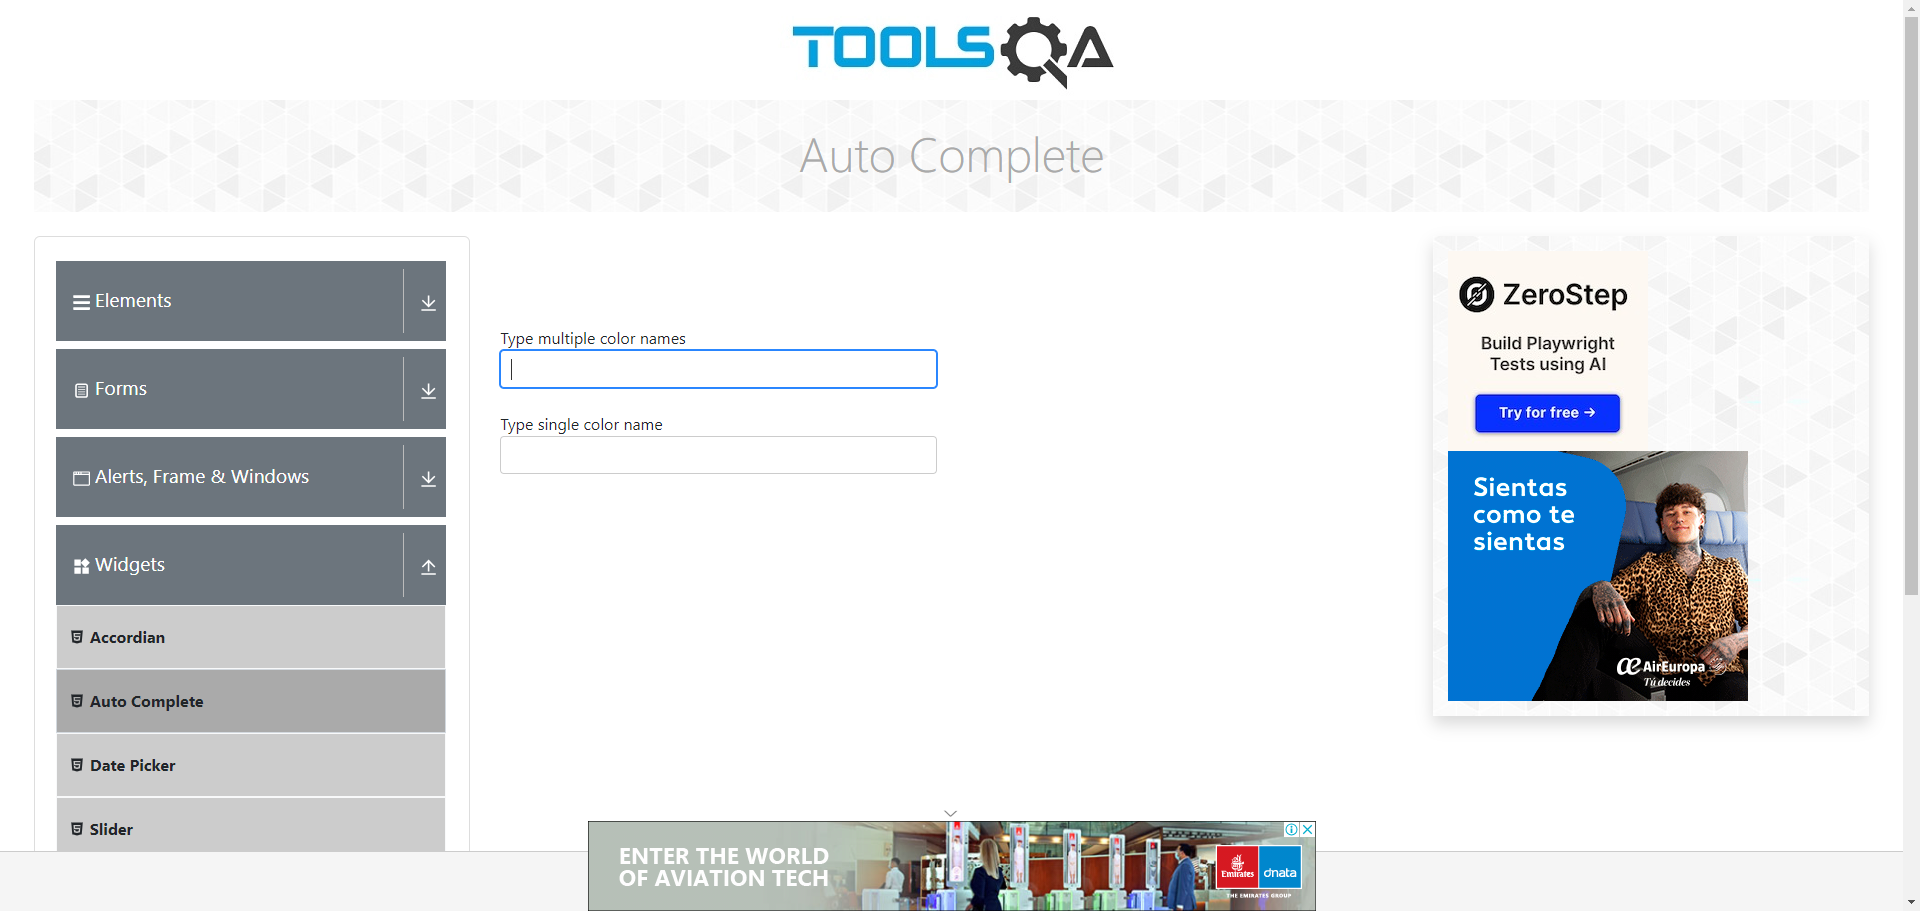 TOOLSQA
Auto Complete
Elements
Forms
Alerts, Frame & Windows
Widgets
Accordian
Auto Complete
Date Picker
Slider
Type multiple color names
Type single color name
ZeroStep
Build Playwright
Tests using AI
Try for free →
Sientas
como te
sientas
AirEuropa
Tú decides
ENTER THE WORLD
OF AVIATION TECH
Emirates
dnata
THE EMIRATES GROUP